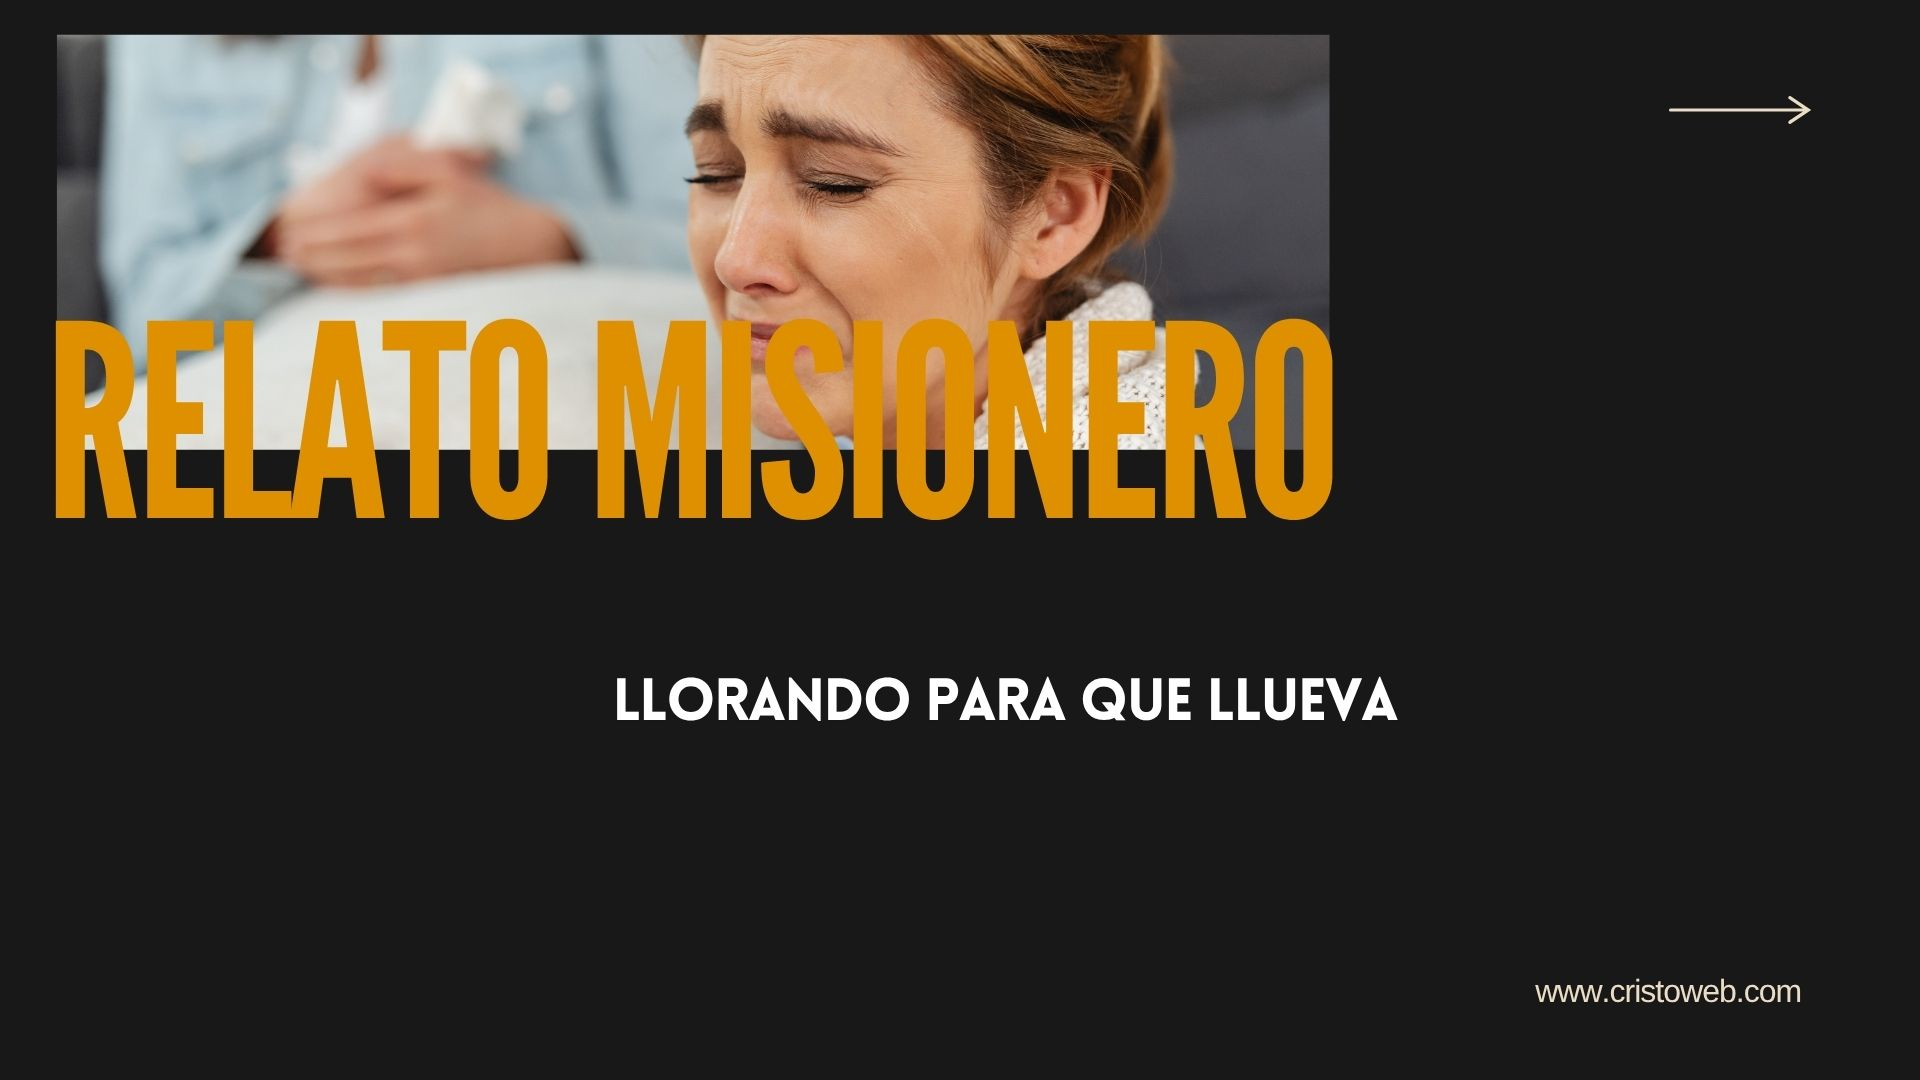 RELATO MISIONERO
LLORANDO PARA QUE LLUEVA
www.cristoweb.com